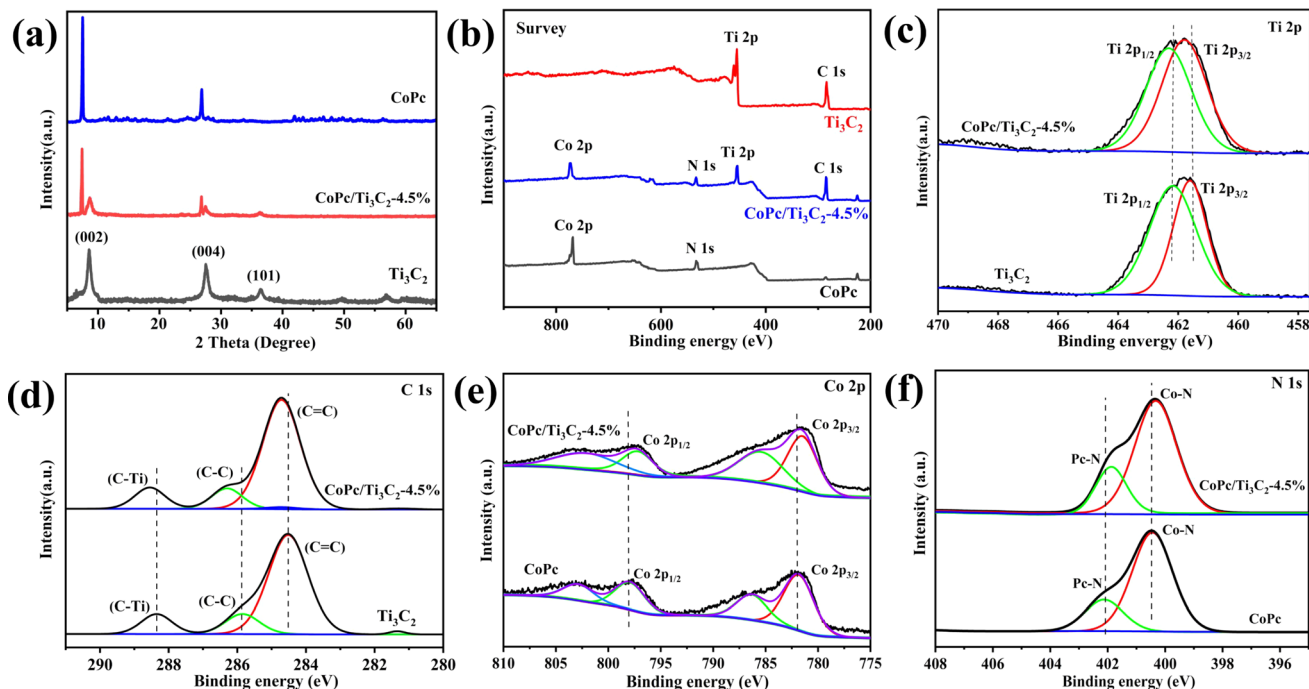 (a)
CoPc
CoPc/Ti₃C₂-4.5%
(002)
(004)
(101)
Ti₃C₂
Intensity(a.u.)
10 20 30 40 50 60
2 Theta (Degree)
(b)
Survey
Ti 2p
C 1s
Ti₃C₂
Co 2p
N 1s
Ti 2p
C 1s
CoPc/Ti₃C₂-4.5%
Co 2p
N 1s
CoPc
Intensity(a.u.)
800 600 400 200
Binding energy (eV)
(c)
Ti 2p
Ti 2p₁/₂
Ti 2p₃/₂
CoPc/Ti₃C₂-4.5%
Ti 2p₁/₂
Ti 2p₃/₂
Ti₃C₂
Intensity(a.u.)
470 468 466 464 462 460 458
Binding envergy (eV)
(d)
C 1s
(C=C)
(C-Ti)
(C-C)
CoPc/Ti₃C₂-4.5%
(C=C)
(C-Ti)
(C-C)
Ti₃C₂
Intensity (a.u.)
290 288 286 284 282 280
Binding energy (eV)
(e)
Co 2p
CoPc/Ti₃C₂-4.5%
Co 2p₁/₂
Co 2p₃/₂
CoPc
Co 2p₁/₂
Co 2p₃/₂
Intensity (a.u.)
810 805 800 795 790 785 780 775
Binding energy (eV)
(f)
N 1s
Co-N
Pc-N
CoPc/Ti₃C₂-4.5%
Co-N
Pc-N
CoPc
Intensity (a.u.)
408 406 404 402 400 398 396
Binding energy (eV)